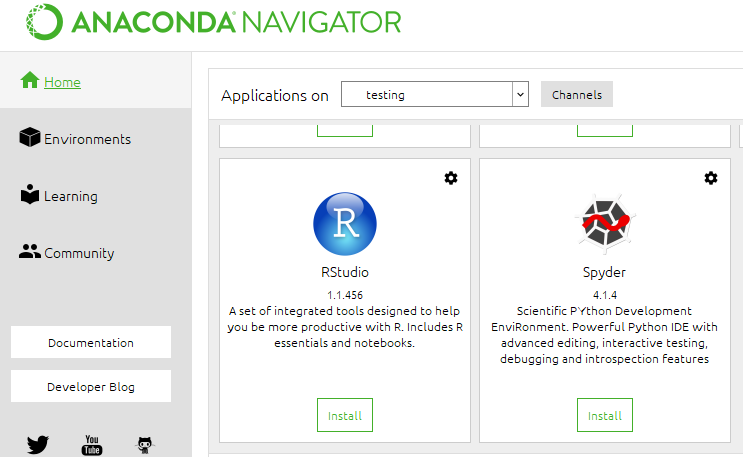 ANACONDA NAVIGATOR
Home
Environments
Learning
Community
Documentation
Developer Blog
You
Tube
Applications on testing Channels
R
RStudio
1.1.456
A set of integrated tools designed to help
you be more productive with R. Includes R
essentials and notebooks.
Install
Spyder
4.1.4
Scientific PYthon Development
EnviRonment. Powerful Python IDE with
advanced editing, interactive testing,
debugging and introspection features
Install